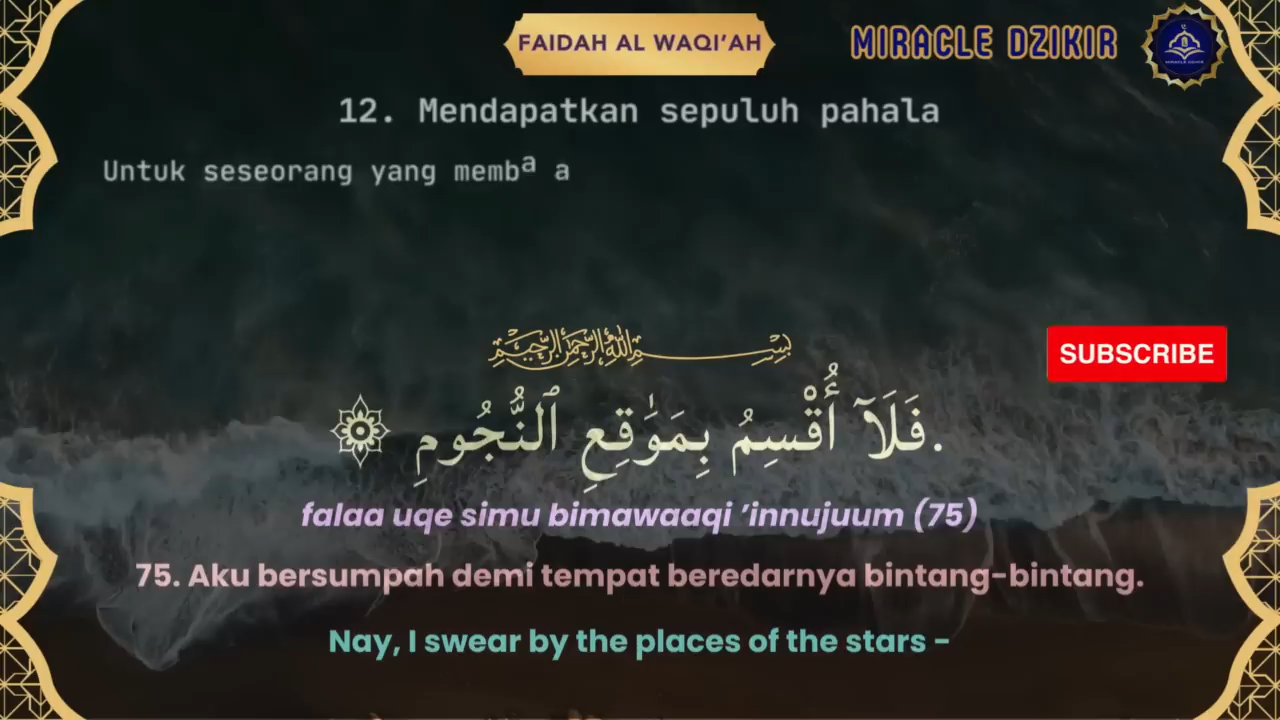 FAIDAH AL WAQI’AH
MIRACLE DZIKIR
12. Mendapatkan sepuluh pahala
Untuk seseorang yang memba a
بِسْمِ اللهِ الرَّحْمٰنِ الرَّحِيْمِ
SUBSCRIBE
.فَلَآ أُقْسِمُ بِمَوَٰقِعِ ٱلنُّجُومِ
falaa uqe simu bimawaaqi ’innujuum (75)
75. Aku bersumpah demi tempat beredarnya bintang-bintang.
Nay, I swear by the places of the stars -